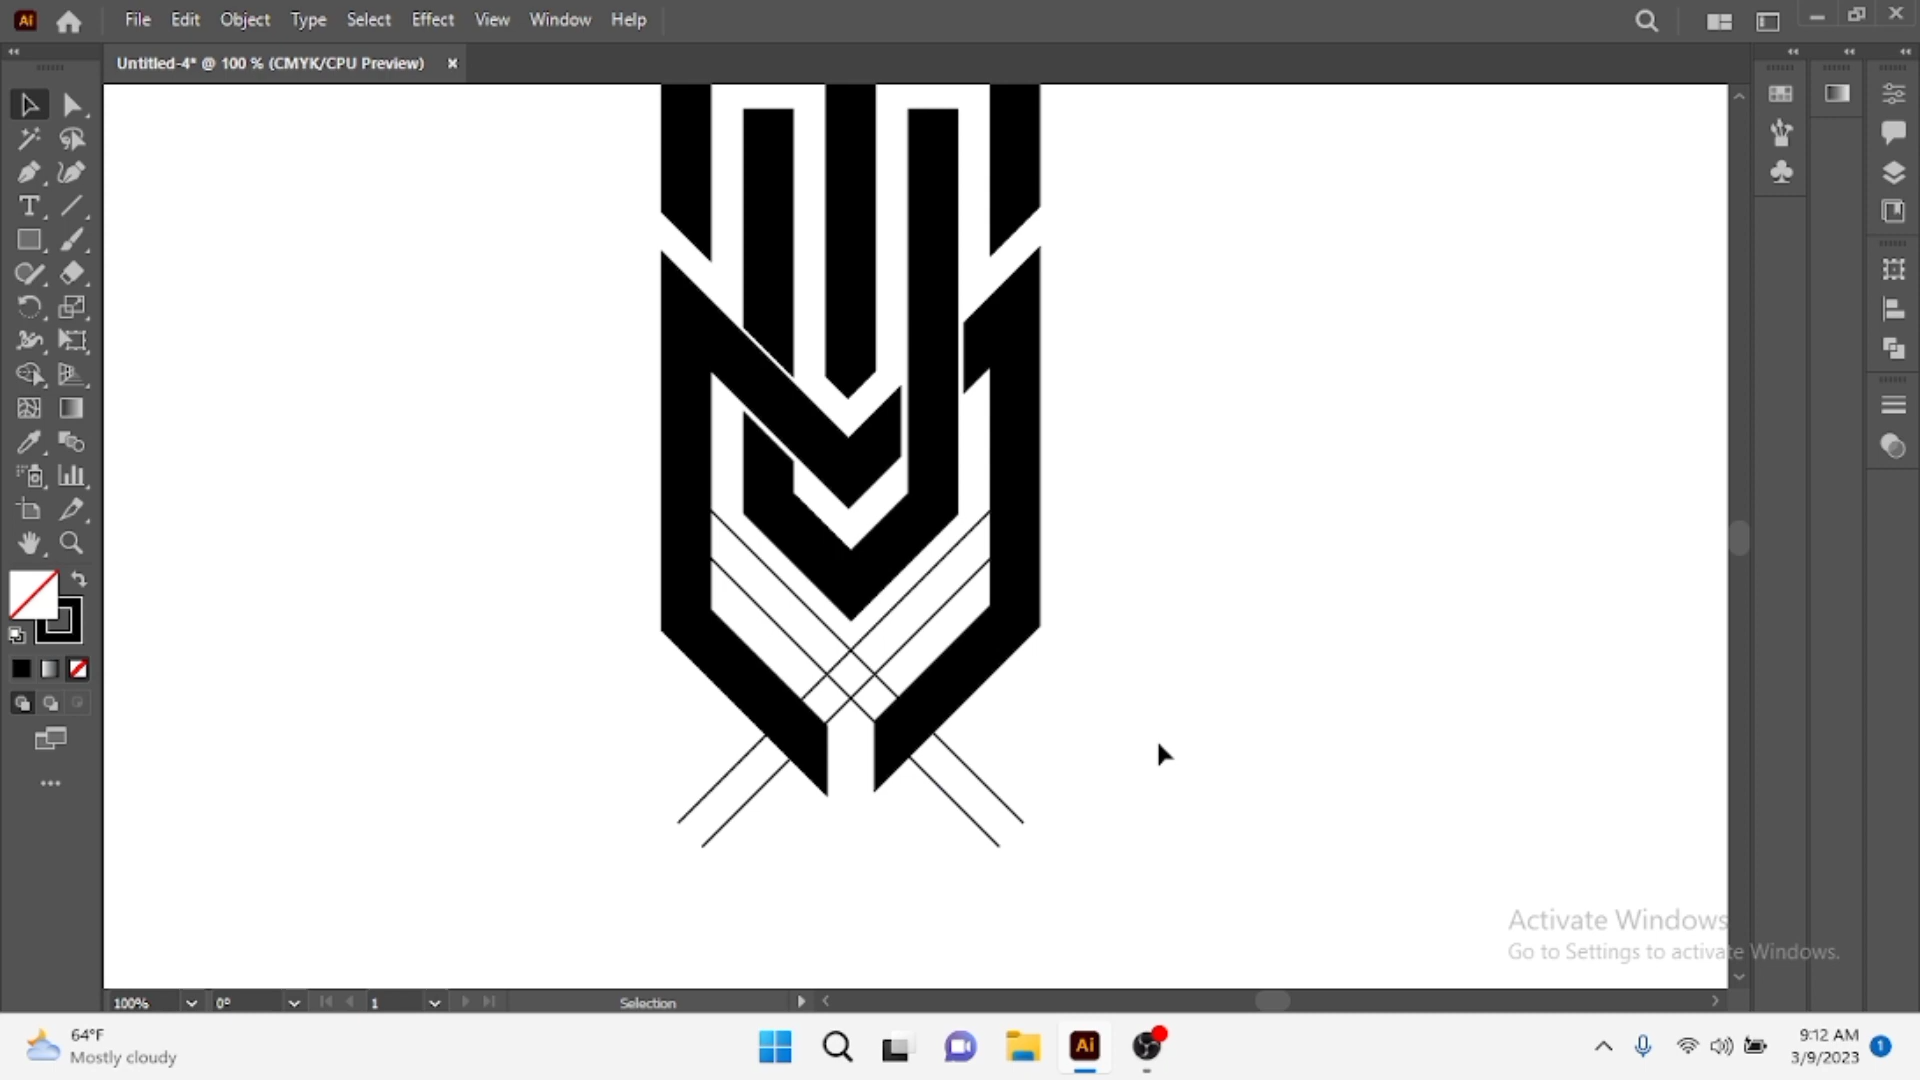 Ai File Edit Object Type Select Effect View Window Help
Untitled-4* @ 100 % (CMYK/CPU Preview)
T
Activate Windows
Go to Settings to activate Windows.
100% 0° 1 Selection
64°F
Mostly cloudy
Ai
9:12 AM
3/9/2023
1